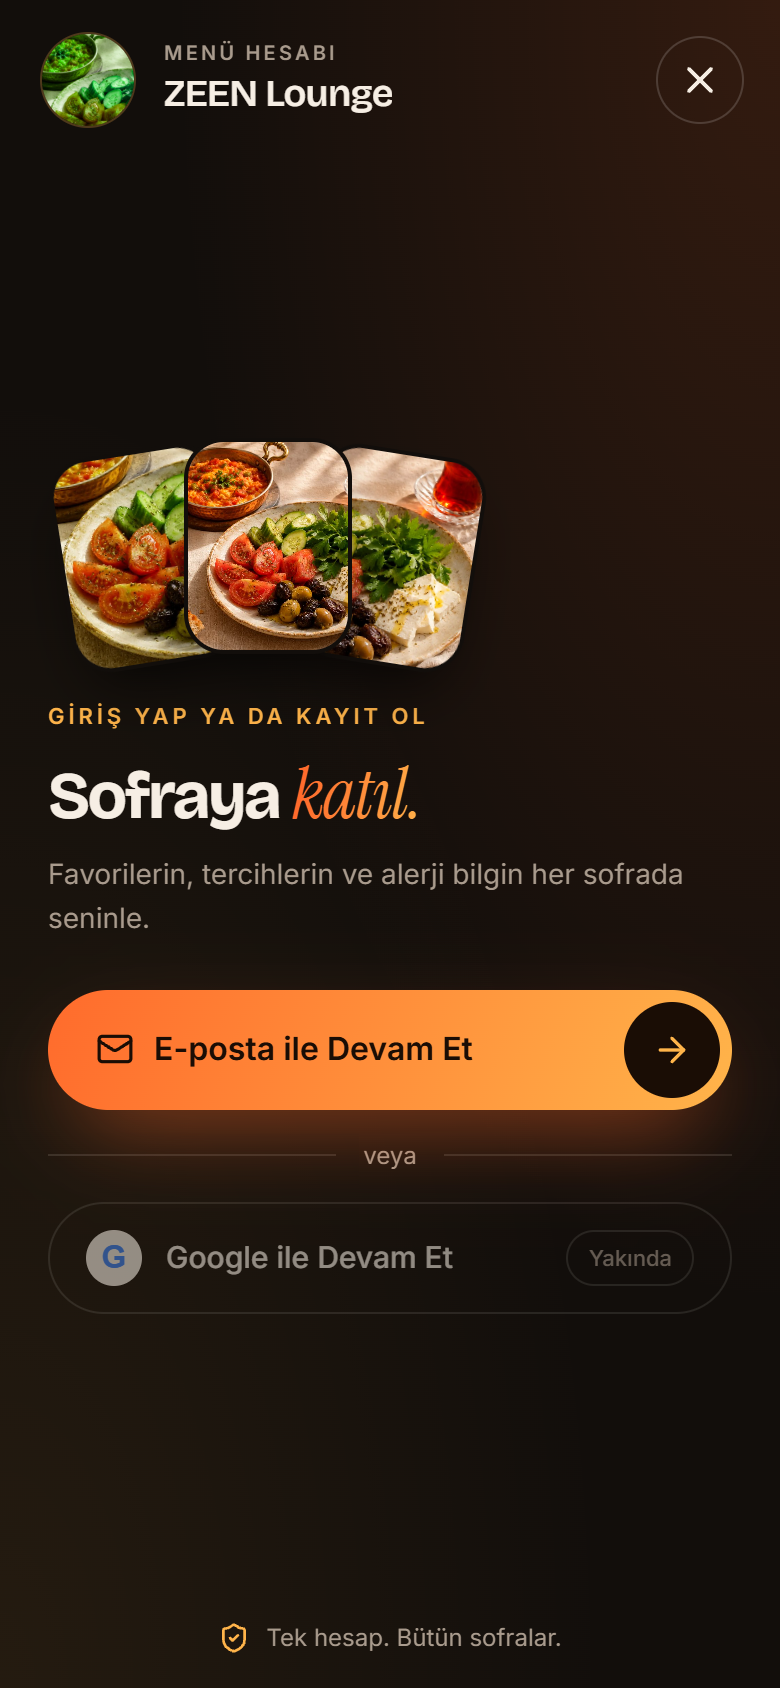 MENÜ HESABI
ZEEN Lounge
GİRİŞ YAP YA DA KAYIT OL
Sofraya katıl.
Favorilerin, tercihlerin ve alerji bilgin her sofrada
seninle.
E-posta ile Devam Et
veya
G Google ile Devam Et Yakında
Tek hesap. Bütün sofralar.